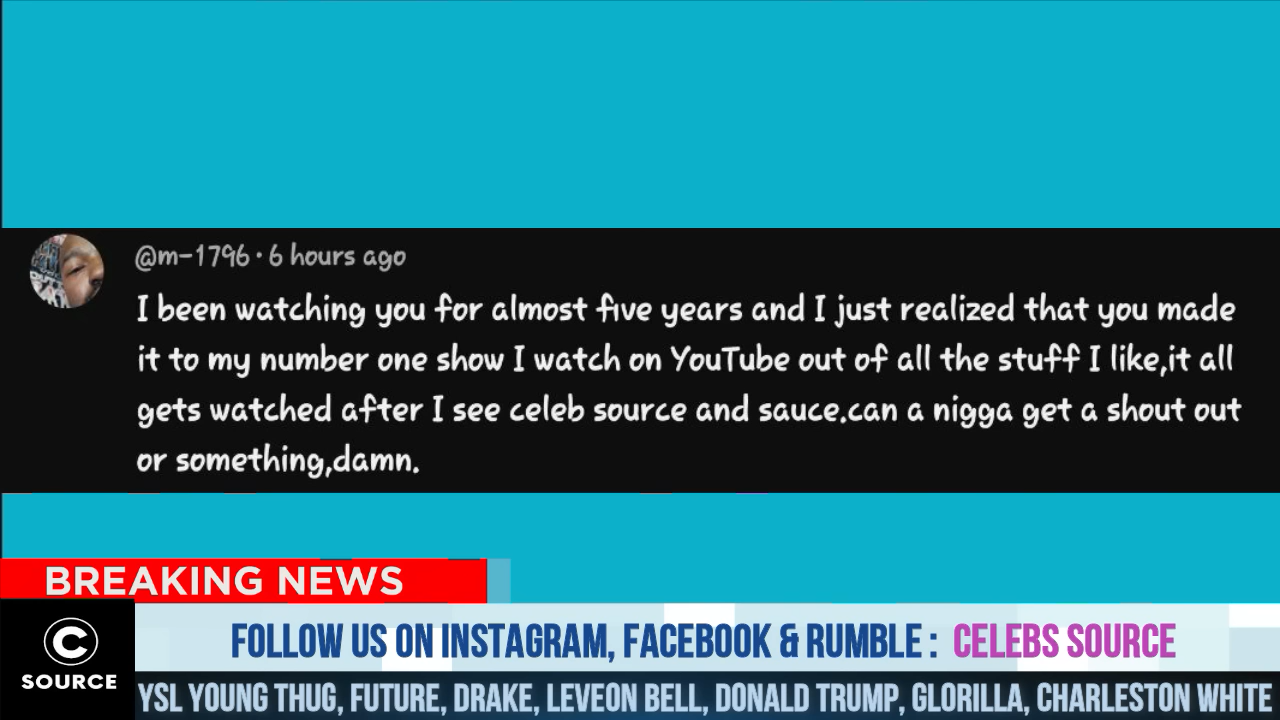 @m-1796 · 6 hours ago
I been watching you for almost five years and I just realized that you made
it to my number one show I watch on YouTube out of all the stuff I like,it all
gets watched after I see celeb source and sauce.can a nigga get a shout out
or something,damn.
BREAKING NEWS
FOLLOW US ON INSTAGRAM, FACEBOOK & RUMBLE : CELEBS SOURCE
C
SOURCE
YSL YOUNG THUG, FUTURE, DRAKE, LEVEON BELL, DONALD TRUMP, GLORILLA, CHARLESTON WHITE